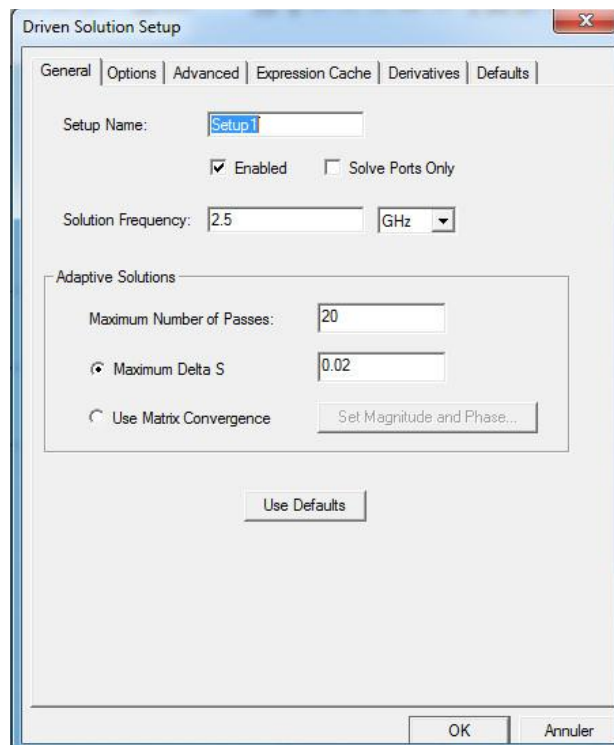 Driven Solution Setup
General Options Advanced Expression Cache Derivatives Defaults
Setup Name: Setup1
Enabled Solve Ports Only
Solution Frequency: 2.5 GHz
Adaptive Solutions
Maximum Number of Passes: 20
Maximum Delta S 0.02
Use Matrix Convergence Set Magnitude and Phase...
Use Defaults
OK Annuler